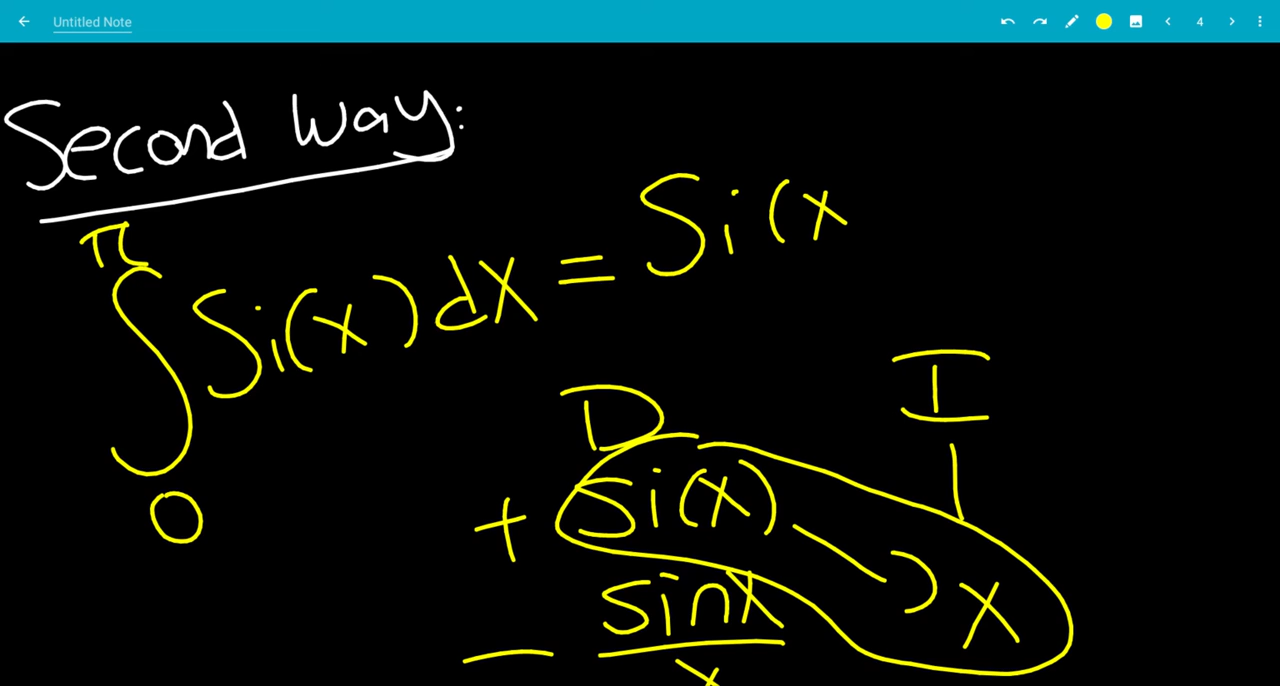 Untitled Note
4
Second Way:
π
∫ Si(x) dx = Si(x
0
D I
+ Si(x) 1
x
− sinx
x